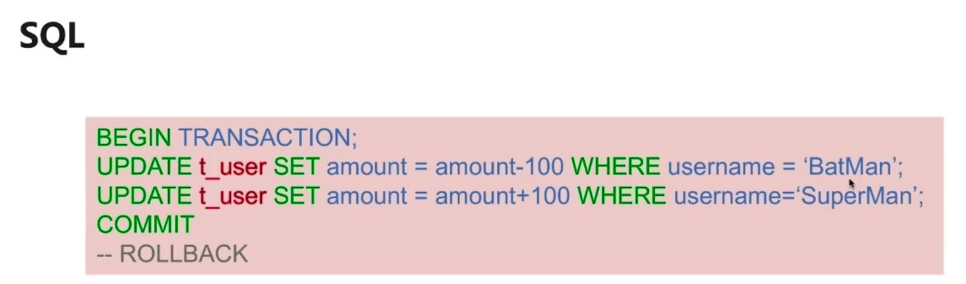 SQL
BEGIN TRANSACTION;
UPDATE t_user SET amount = amount-100 WHERE username = ‘BatMan’;
UPDATE t_user SET amount = amount+100 WHERE username=‘SuperMan’;
COMMIT
-- ROLLBACK